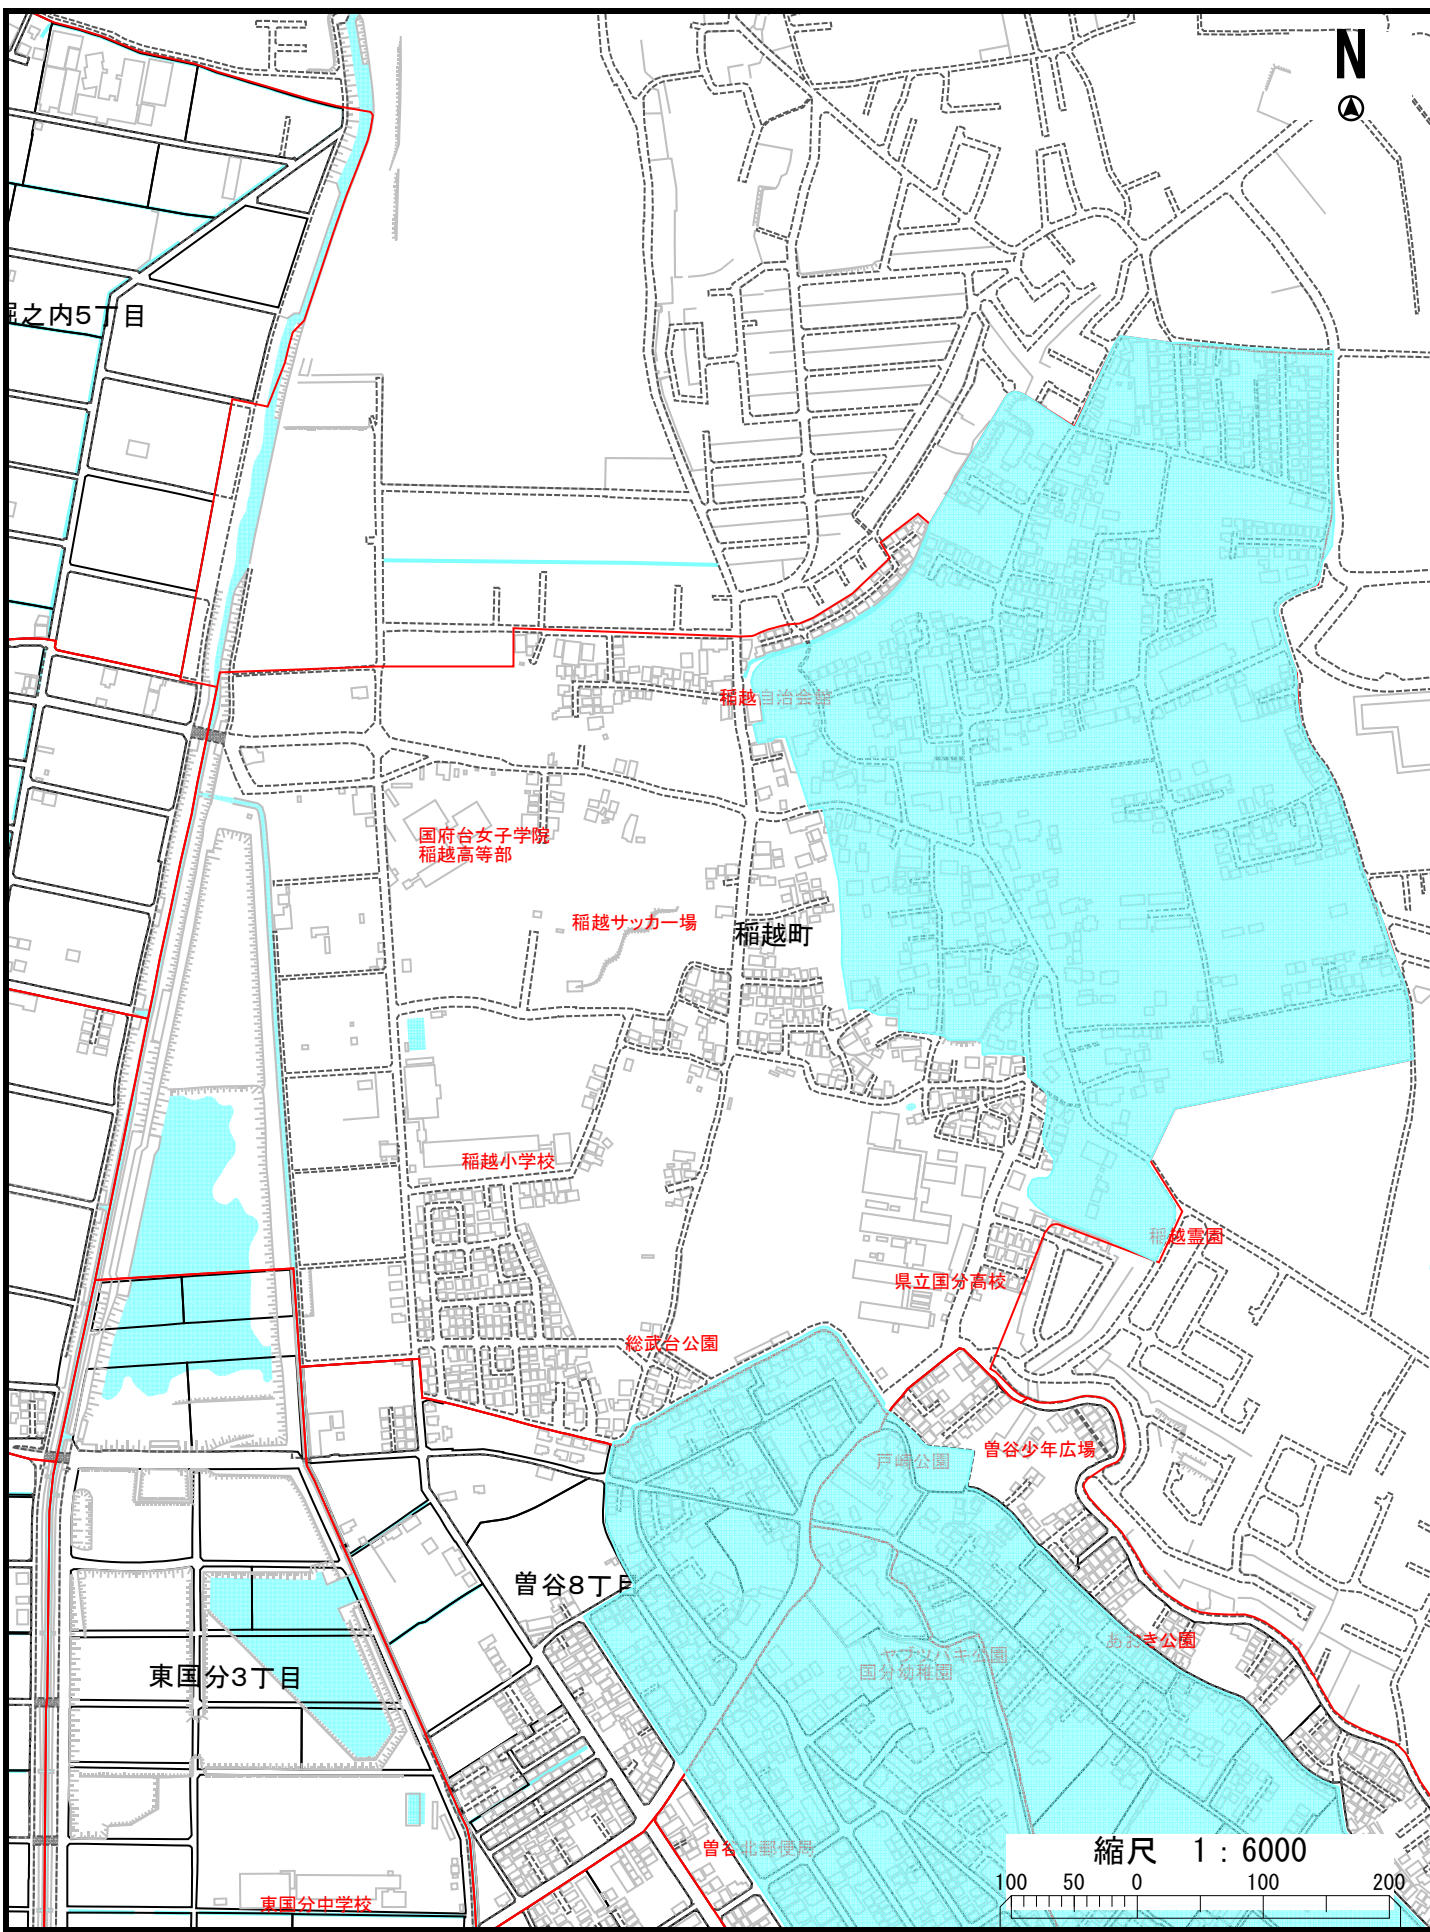 N
堀之内5丁目
稲越自治会館
国府台女子学院
稲越高等部
稲越サッカー場
稲越町
稲越小学校
稲越霊園
県立国分高校
総武台公園
曽谷少年広場
戸崎公園
曽谷8丁目
あおき公園
ヤブツバキ公園
国分幼稚園
東国分3丁目
曽谷北郵便局
東国分中学校
縮尺 1：6000
100 50 0 100 200